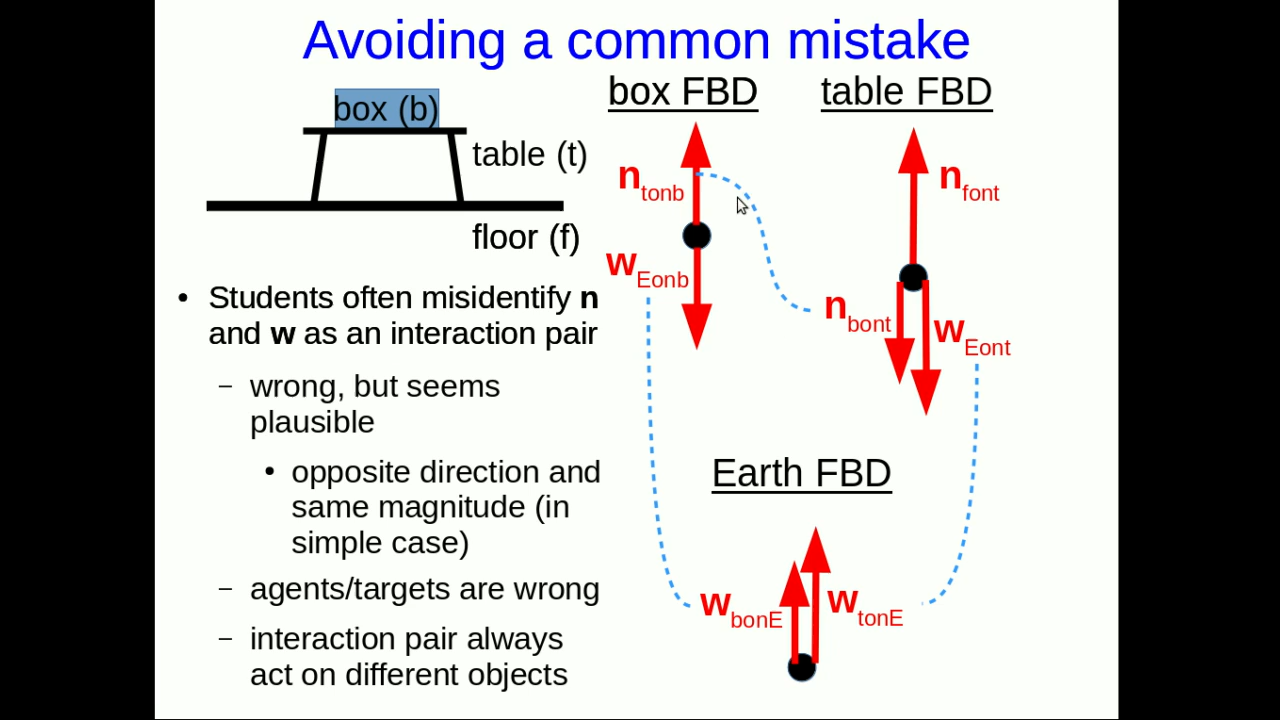 Avoiding a common mistake
box (b)
table (t)
floor (f)
• Students often misidentify n
and w as an interaction pair
– wrong, but seems
plausible
• opposite direction and
same magnitude (in
simple case)
– agents/targets are wrong
– interaction pair always
act on different objects
box FBD
ntonb
wEonb
table FBD
nfont
nbont
wEont
Earth FBD
wbonE
wtonE